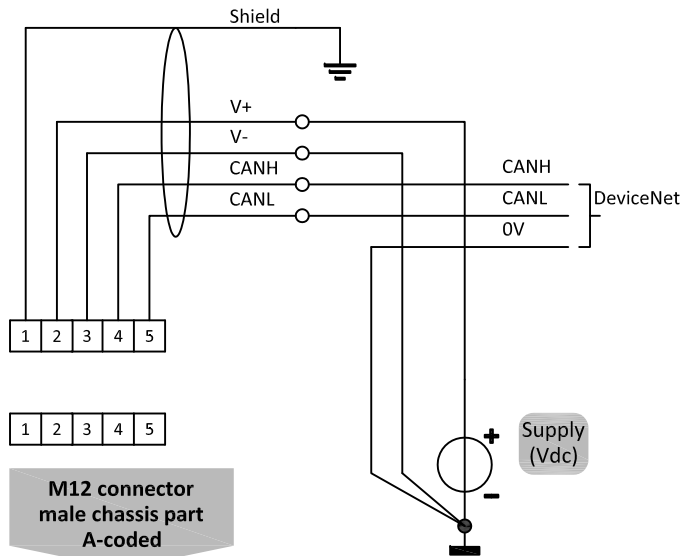 Shield
V+
V-
CANH
CANL
CANH
CANL
0V
DeviceNet
1 2 3 4 5
1 2 3 4 5
+
Supply
(Vdc)
−
M12 connector
male chassis part
A-coded